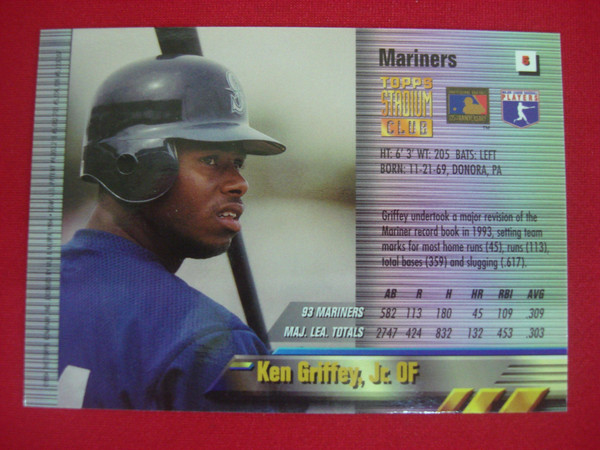 Mariners
TOPPS
STADIUM
CLUB
PLAYERS
TM
HT: 6' 3' WT: 205 BATS: LEFT
BORN: 11-21-69, DONORA, PA
Griffey undertook a major revision of the
Mariner record book in 1993, setting team
marks for most home runs (45), runs (113),
total bases (359) and slugging (.617).
AB R H HR RBI AVG
93 MARINERS 582 113 180 45 109 .309
MAJ. LEA. TOTALS 2747 424 832 132 453 .303
Ken Griffey, Jr. OF